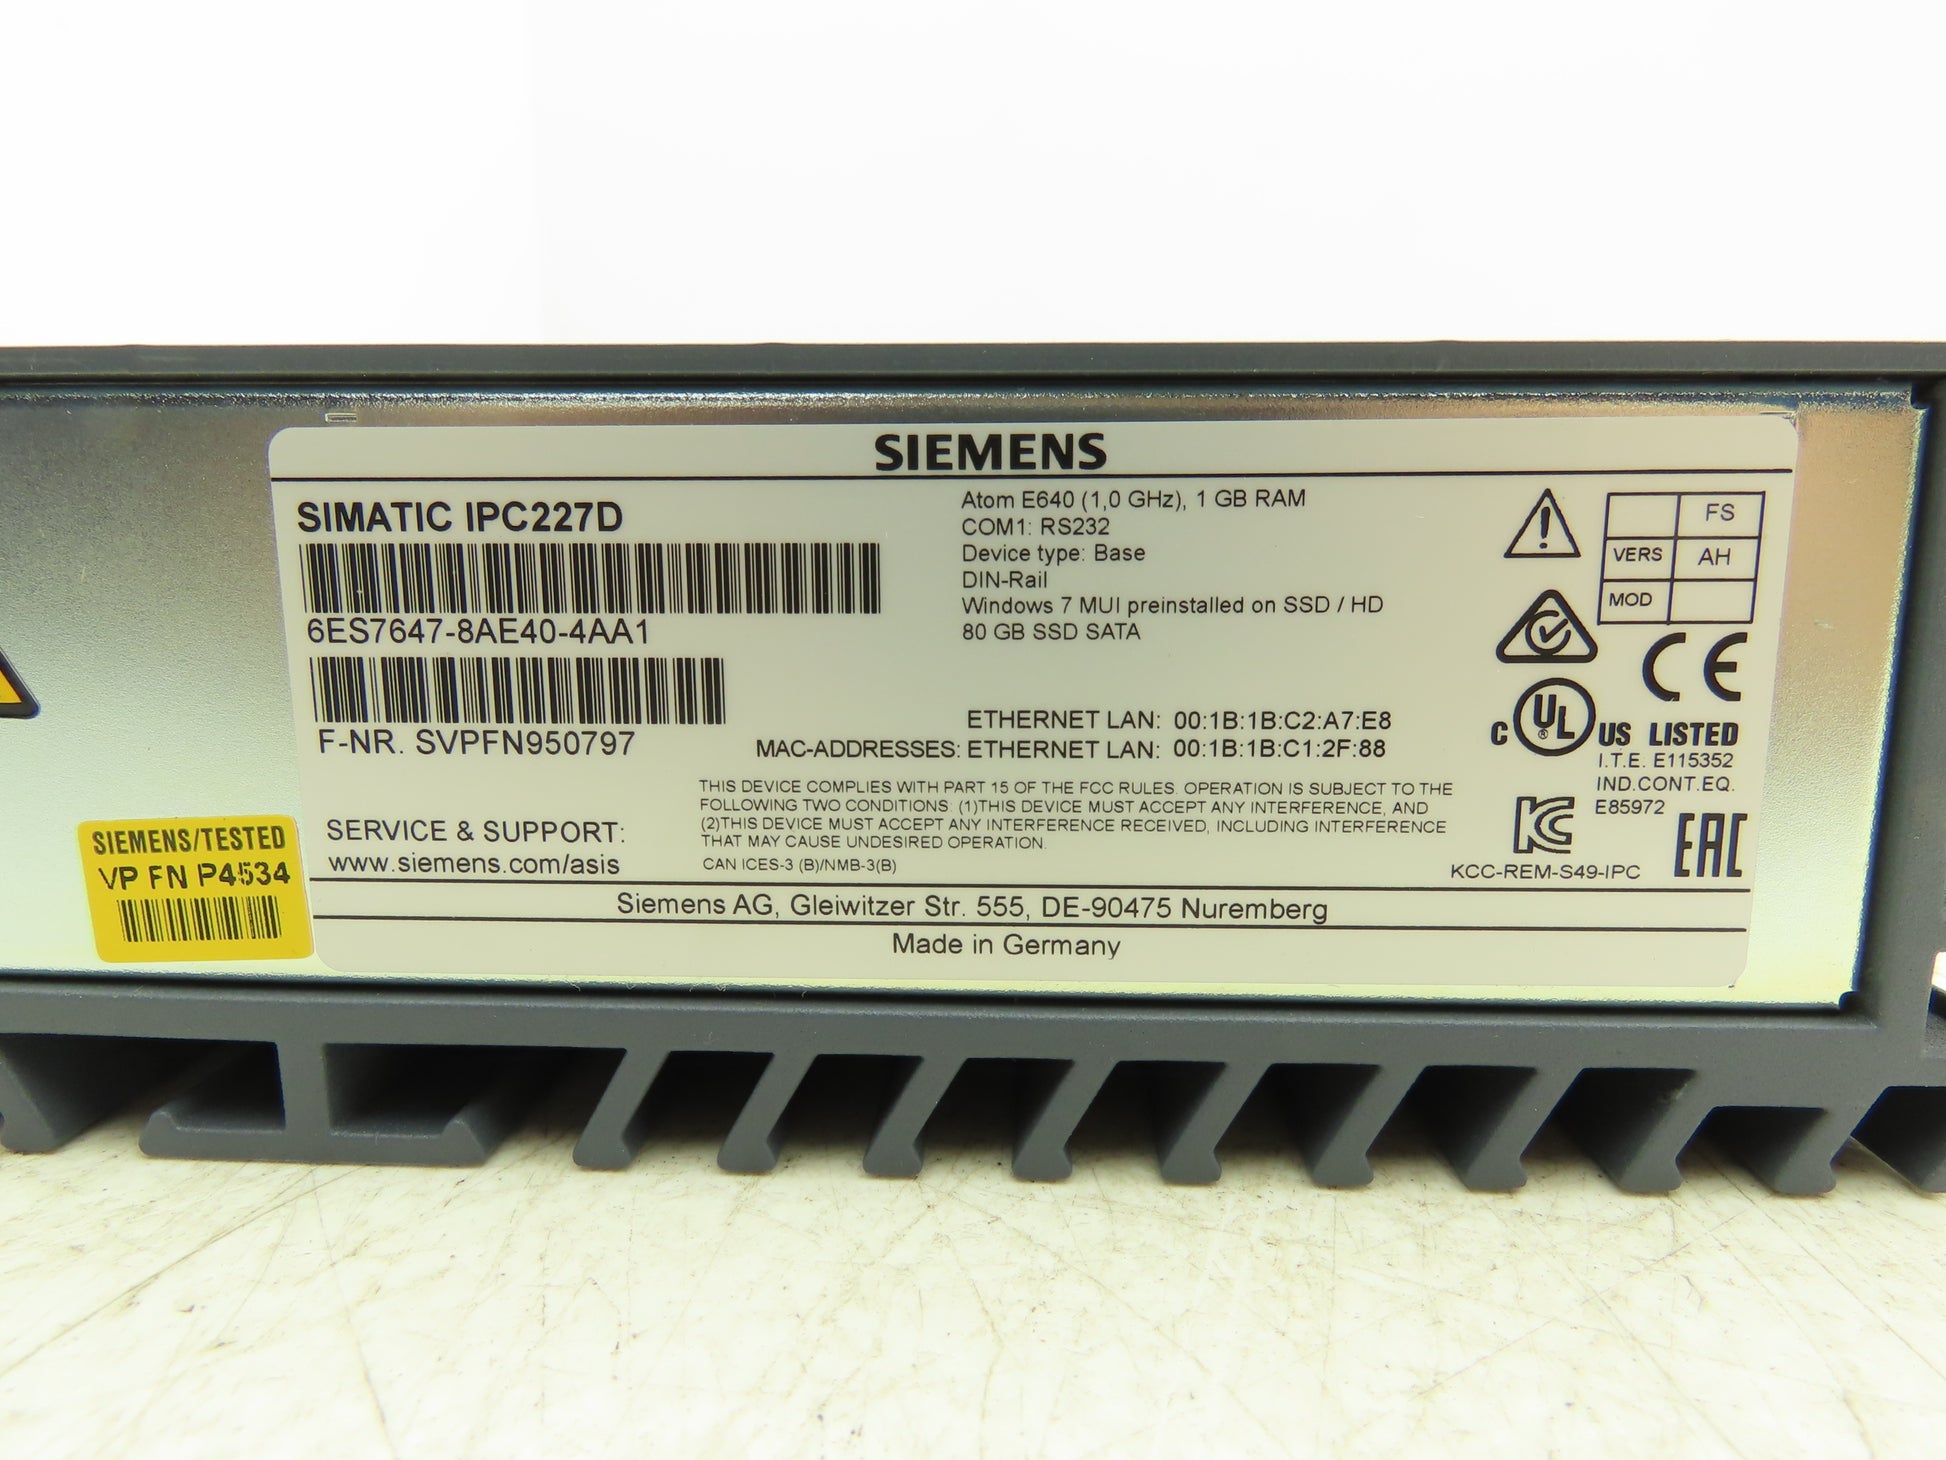 SIEMENS
SIMATIC IPC227D
6ES7647-8AE40-4AA1
F-NR. SVPFN950797
SERVICE & SUPPORT:
www.siemens.com/asis
Atom E640 (1,0 GHz), 1 GB RAM
COM1: RS232
Device type: Base
DIN-Rail
Windows 7 MUI preinstalled on SSD / HD
80 GB SSD SATA
ETHERNET LAN: 00:1B:1B:C2:A7:E8
MAC-ADDRESSES: ETHERNET LAN: 00:1B:1B:C1:2F:88
THIS DEVICE COMPLIES WITH PART 15 OF THE FCC RULES. OPERATION IS SUBJECT TO THE
FOLLOWING TWO CONDITIONS (1)THIS DEVICE MUST ACCEPT ANY INTERFERENCE, AND
(2)THIS DEVICE MUST ACCEPT ANY INTERFERENCE RECEIVED, INCLUDING INTERFERENCE
THAT MAY CAUSE UNDESIRED OPERATION.
CAN ICES-3 (B)/NMB-3(B)
FS
VERS AH
MOD
CE
C UL ® US LISTED
I.T.E. E115352
IND.CONT.EQ.
E85972
KC
KCC-REM-S49-IPC
EAC
Siemens AG, Gleiwitzer Str. 555, DE-90475 Nuremberg
Made in Germany
SIEMENS/TESTED
VP FN P4534